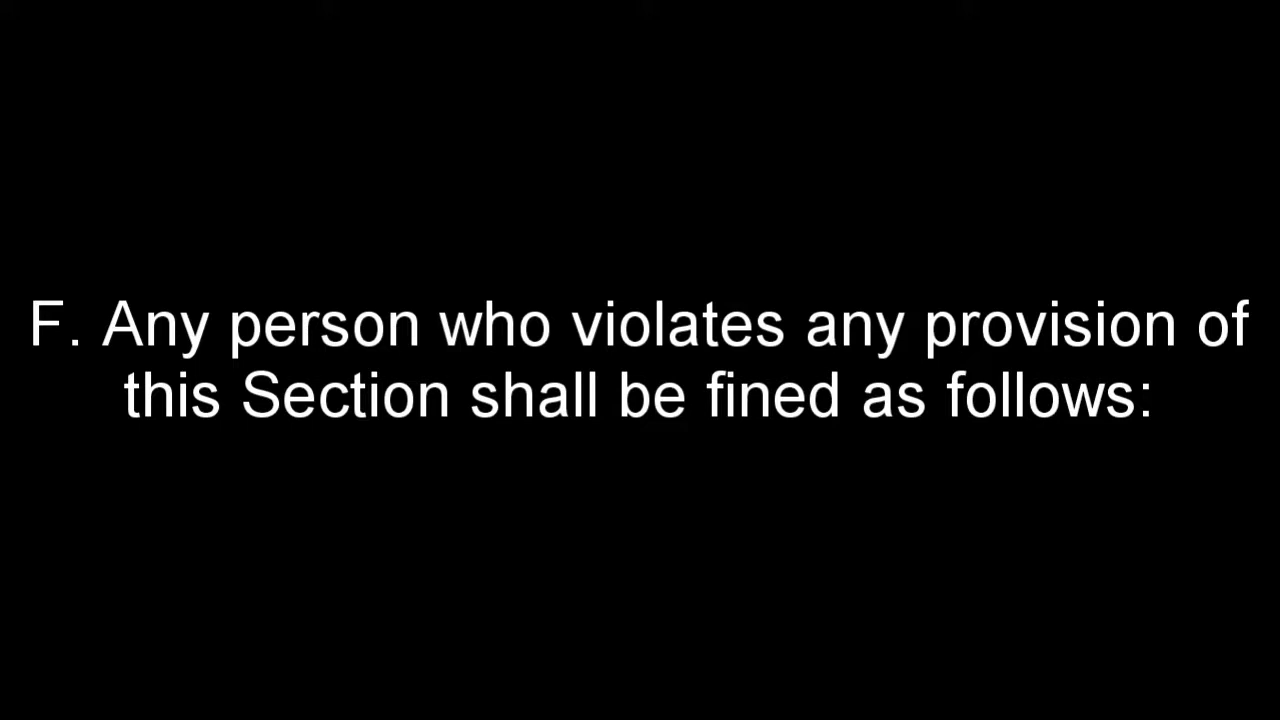 F. Any person who violates any provision of
this Section shall be fined as follows: